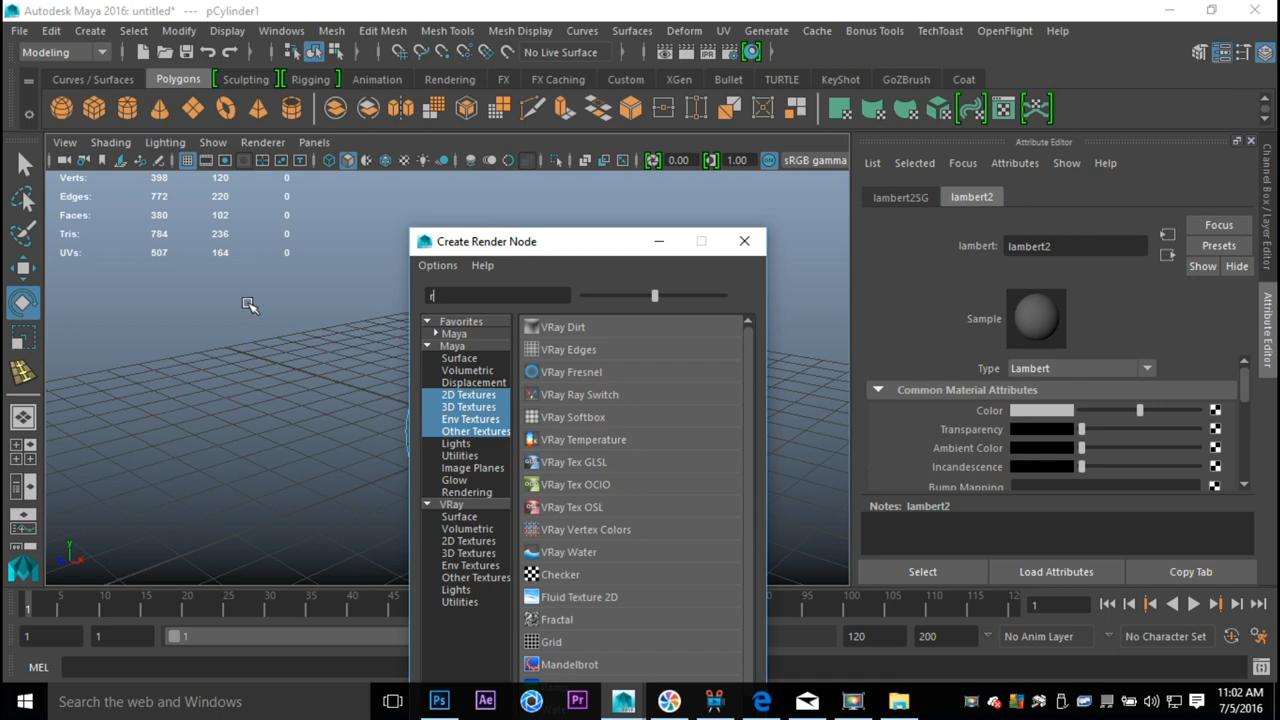 Autodesk Maya 2016: untitled*   ---   pCylinder1
File Edit Create Select Modify Display Windows Mesh Edit Mesh Mesh Tools Mesh Display Curves Surfaces Deform UV Generate Cache Bonus Tools TechToast OpenFlight Help
Modeling No Live Surface IPR
Curves / Surfaces Polygons Sculpting Rigging Animation Rendering FX FX Caching Custom XGen Bullet TURTLE KeyShot GoZBrush Coat
View Shading Lighting Show Renderer Panels
0.00 1.00 sRGB gamma
Verts: 398 120 0
Edges: 772 220 0
Faces: 380 102 0
Tris: 784 236 0
UVs: 507 164 0
y
Create Render Node
Options Help
r
Favorites
Maya
Maya
Surface
Volumetric
Displacement
2D Textures
3D Textures
Env Textures
Other Textures
Lights
Utilities
Image Planes
Glow
Rendering
VRay
Surface
Volumetric
2D Textures
3D Textures
Env Textures
Other Textures
Lights
Utilities
VRay Dirt
VRay Edges
VRay Fresnel
VRay Ray Switch
VRay Softbox
VRay Temperature
VRay Tex GLSL
VRay Tex OCIO
VRay Tex OSL
VRay Vertex Colors
VRay Water
Checker
Fluid Texture 2D
Fractal
Grid
Mandelbrot
Attribute Editor
List Selected Focus Attributes Show Help
lambert2SG lambert2
lambert: lambert2
Focus
Presets
Show Hide
Sample
Type Lambert
Common Material Attributes
Color
Transparency
Ambient Color
Incandescence
Bump Mapping
Notes: lambert2
Select Load Attributes Copy Tab
Channel Box / Layer Editor
Attribute Editor
1 5 10 15 20 25 30 35 40 45 95 100 105 110 115 12 1
1 1 1 120 200 No Anim Layer No Character Set
MEL
Search the web and Windows
Ps Ae Pr
11:02 AM
7/5/2016